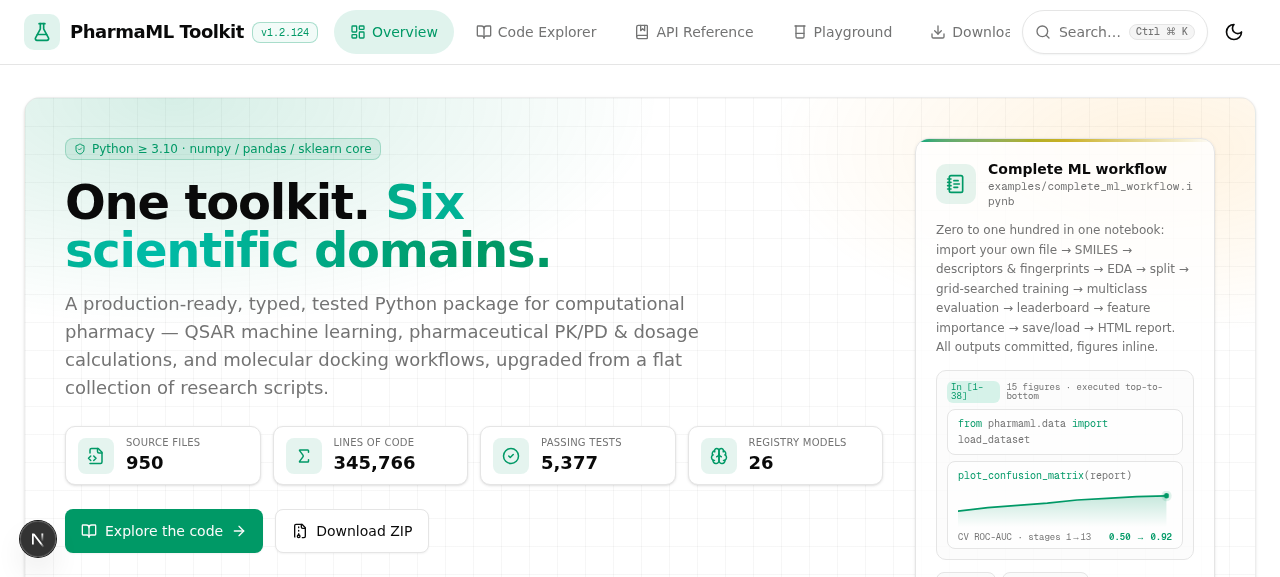 PharmaML Toolkit v1.2.124 Overview Code Explorer API Reference Playground Downloa Search... Ctrl ⌘ K
Python ≥ 3.10 · numpy / pandas / sklearn core
One toolkit. Six
scientific domains.
A production-ready, typed, tested Python package for computational
pharmacy — QSAR machine learning, pharmaceutical PK/PD & dosage
calculations, and molecular docking workflows, upgraded from a flat
collection of research scripts.
SOURCE FILES
950
LINES OF CODE
345,766
PASSING TESTS
5,377
REGISTRY MODELS
26
Explore the code →
Download ZIP
N
Complete ML workflow
examples/complete_ml_workflow.i
pynb
Zero to one hundred in one notebook:
import your own file → SMILES →
descriptors & fingerprints → EDA → split →
grid-searched training → multiclass
evaluation → leaderboard → feature
importance → save/load → HTML report.
All outputs committed, figures inline.
In [1-
38]
15 figures · executed top-to-
bottom
from pharmaml.data import
load_dataset
plot_confusion_matrix(report)
CV ROC-AUC · stages 1→13 0.50 → 0.92